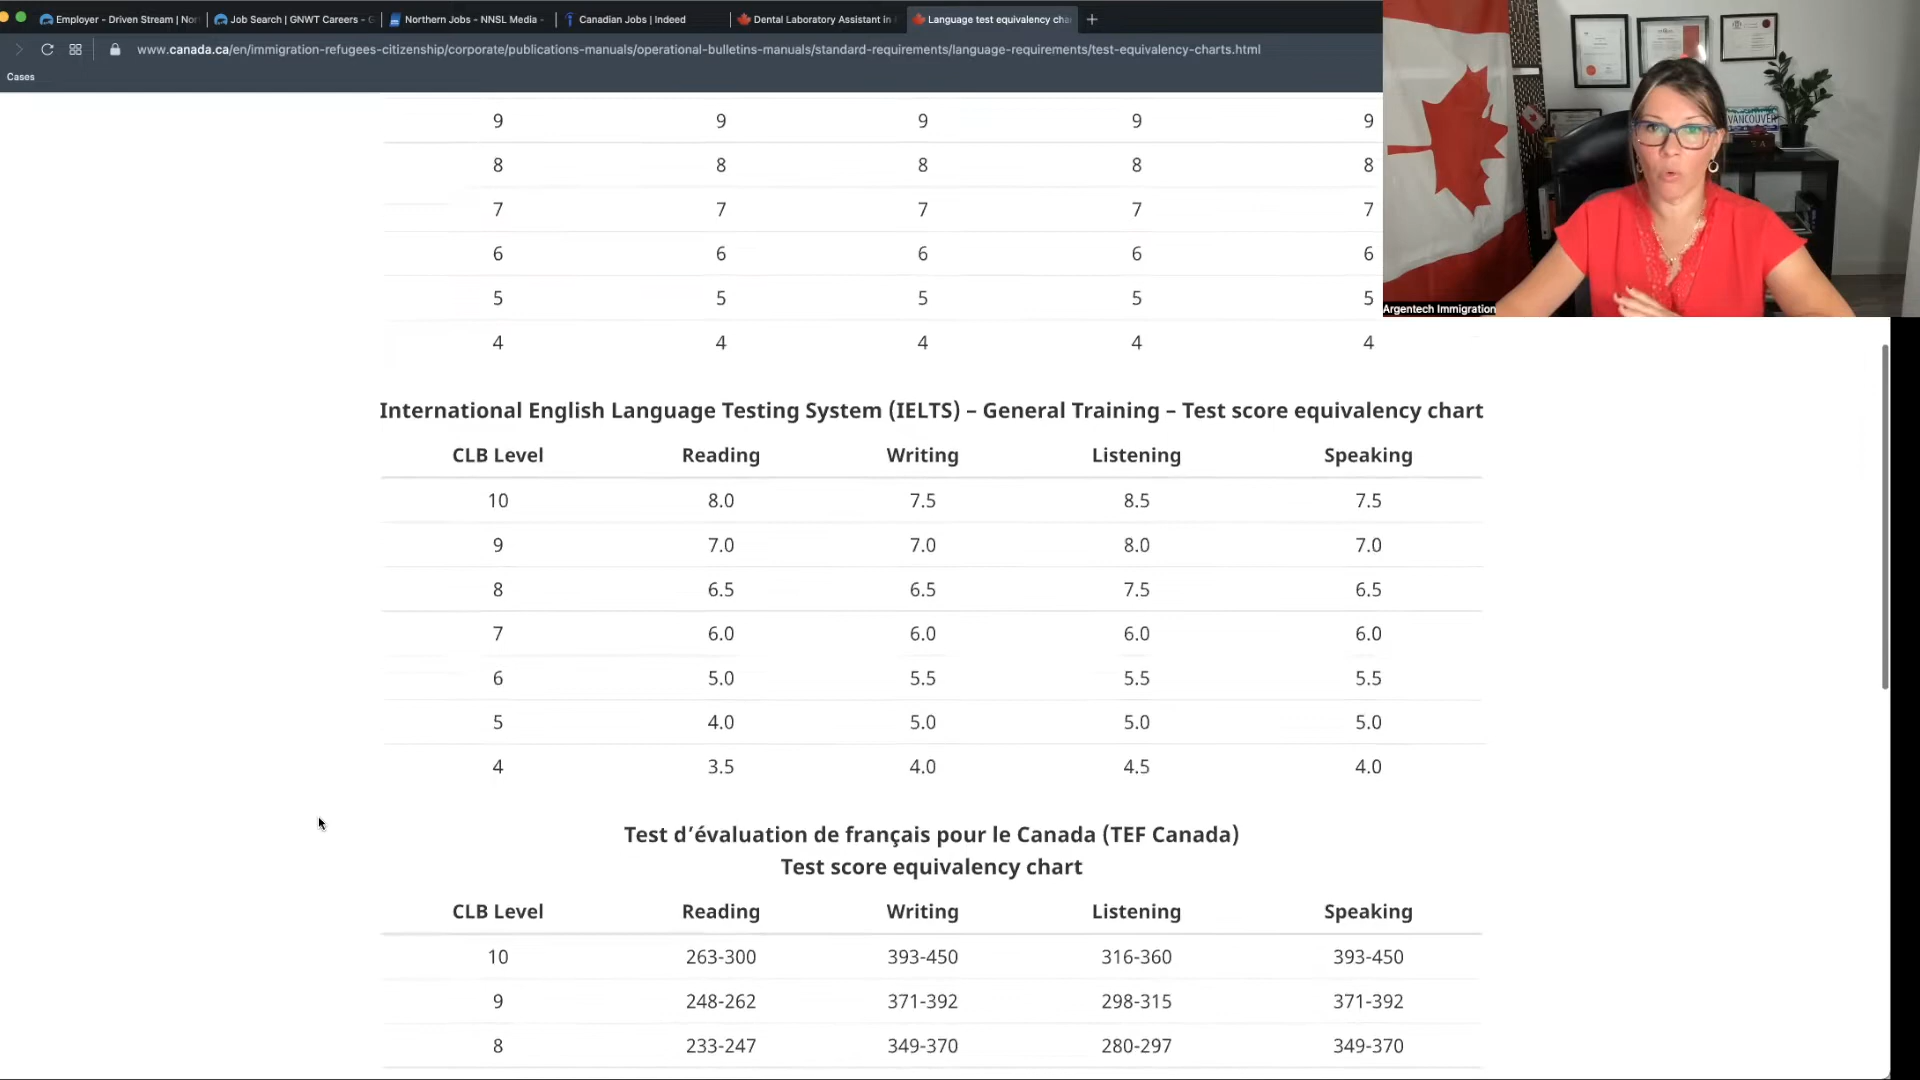 Employer - Driven Stream | Nor
Job Search | GNWT Careers - G
Northern Jobs - NNSL Media -
Canadian Jobs | Indeed
Dental Laboratory Assistant in
Language test equivalency cha
www.canada.ca/en/immigration-refugees-citizenship/corporate/publications-manuals/operational-bulletins-manuals/standard-requirements/language-requirements/test-equivalency-charts.html
Cases
VANCOUVER
Argentech Immigration
9 9 9 9 9
8 8 8 8 8
7 7 7 7 7
6 6 6 6 6
5 5 5 5 5
4 4 4 4 4
International English Language Testing System (IELTS) – General Training – Test score equivalency chart
CLB Level Reading Writing Listening Speaking
10 8.0 7.5 8.5 7.5
9 7.0 7.0 8.0 7.0
8 6.5 6.5 7.5 6.5
7 6.0 6.0 6.0 6.0
6 5.0 5.5 5.5 5.5
5 4.0 5.0 5.0 5.0
4 3.5 4.0 4.5 4.0
Test d’évaluation de français pour le Canada (TEF Canada)
Test score equivalency chart
CLB Level Reading Writing Listening Speaking
10 263-300 393-450 316-360 393-450
9 248-262 371-392 298-315 371-392
8 233-247 349-370 280-297 349-370